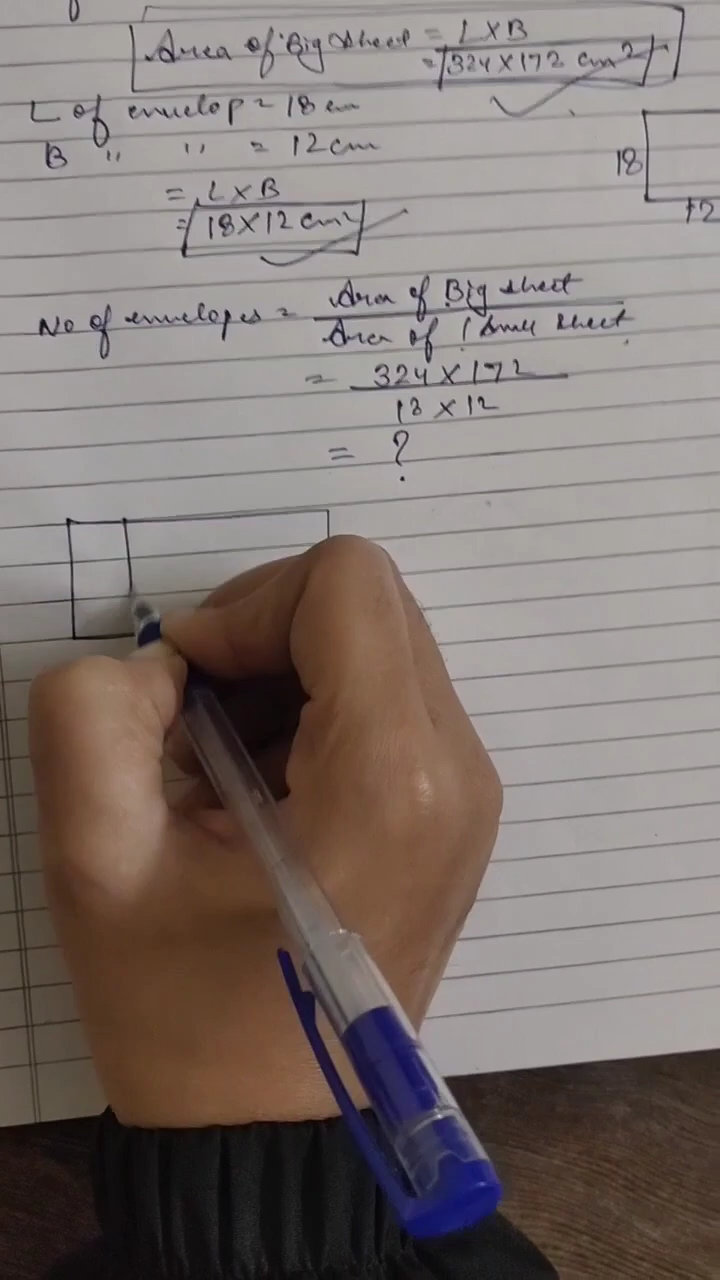 Area of Big sheet = L X B
= 324 X 172 cm²
L of envelop = 18 cm
B " " = 12 cm
= L X B
= 18 X 12 cm²
18
12
No of envelopes = Area of Big sheet
Area of 1 small sheet
= 324 X 172
18 X 12
= ?